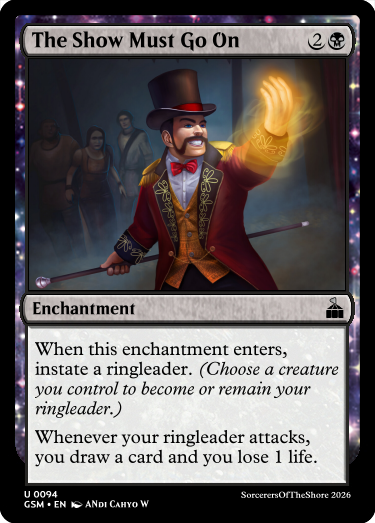 The Show Must Go On 2
Enchantment
When this enchantment enters,
instate a ringleader. (Choose a creature
you control to become or remain your
ringleader.)
Whenever your ringleader attacks,
you draw a card and you lose 1 life.
U 0094
GSM • EN ANDI CAHYO W
SorcerersOfTheShore 2026